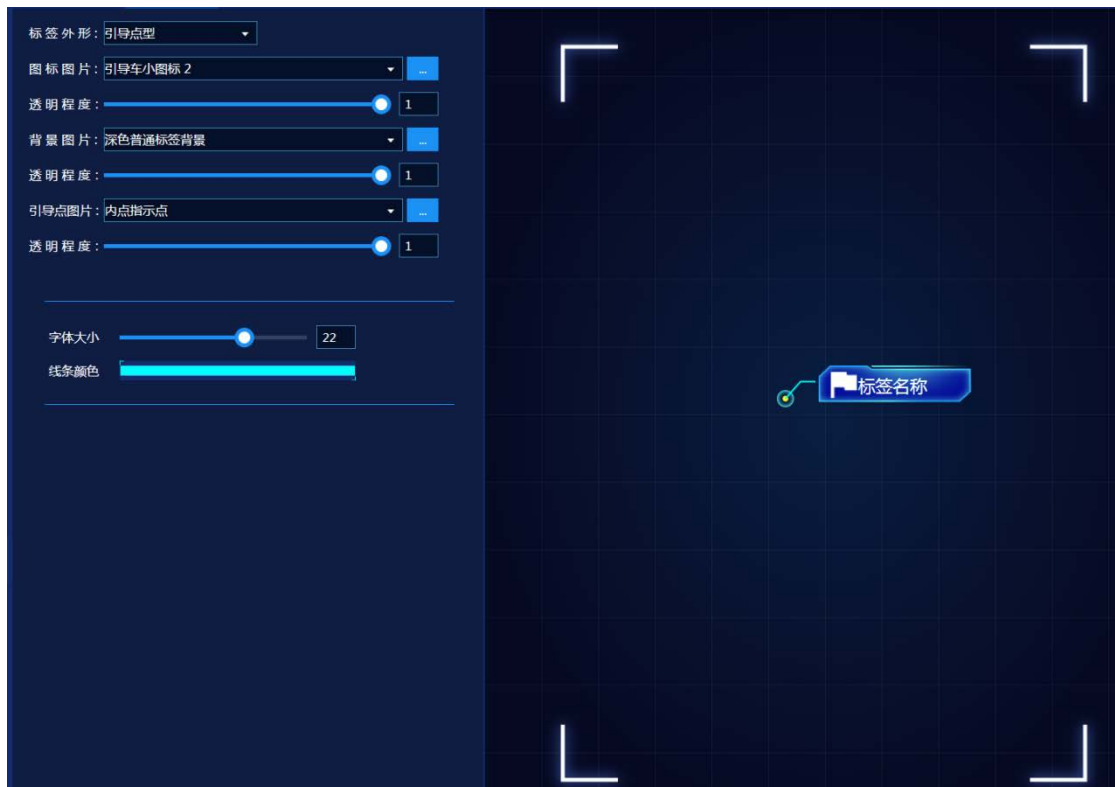 标签外形：引导点型
图标图片：引导车小图标 2 ...
透明程度： 1
背景图片：深色普通标签背景 ...
透明程度： 1
引导点图片：内点指示点 ...
透明程度： 1
字体大小 22
线条颜色
标签名称